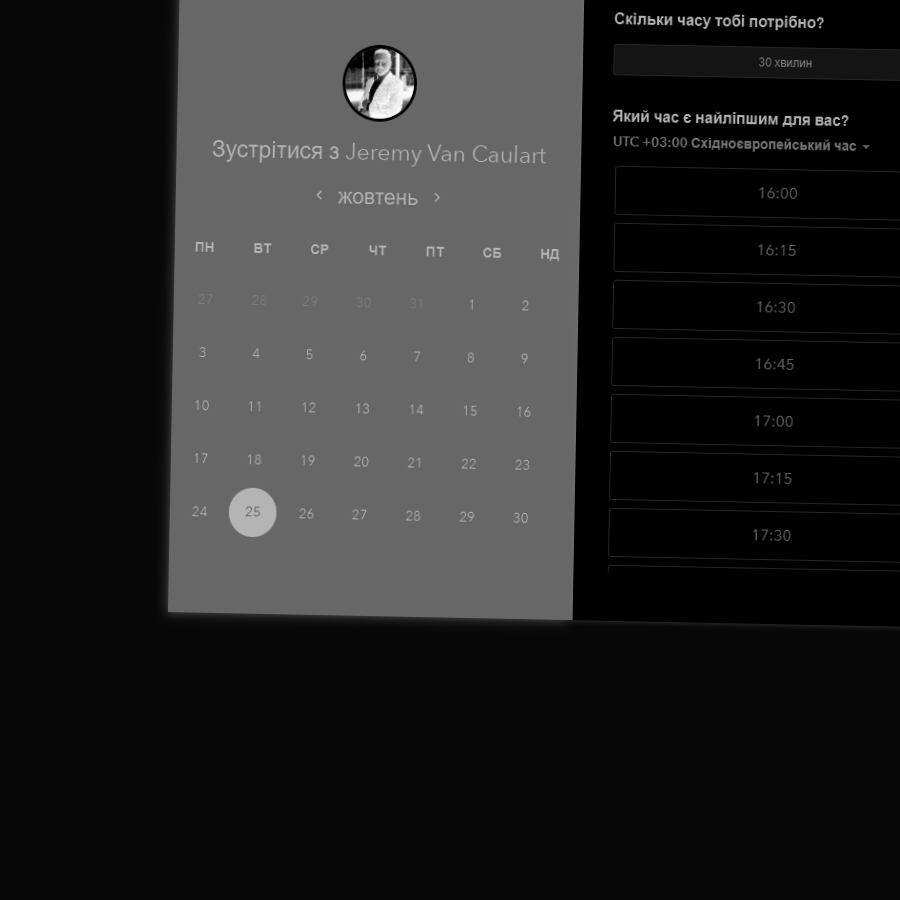 Зустрітися з Jeremy Van Caulart
жовтень
ПН ВТ СР ЧТ ПТ СБ НД
27 28 29 30 31 1 2
3 4 5 6 7 8 9
10 11 12 13 14 15 16
17 18 19 20 21 22 23
24 25 26 27 28 29 30
Скільки часу тобі потрібно?
30 хвилин
Який час є найліпшим для вас?
UTC +03:00 Східноєвропейський час
16:00
16:15
16:30
16:45
17:00
17:15
17:30